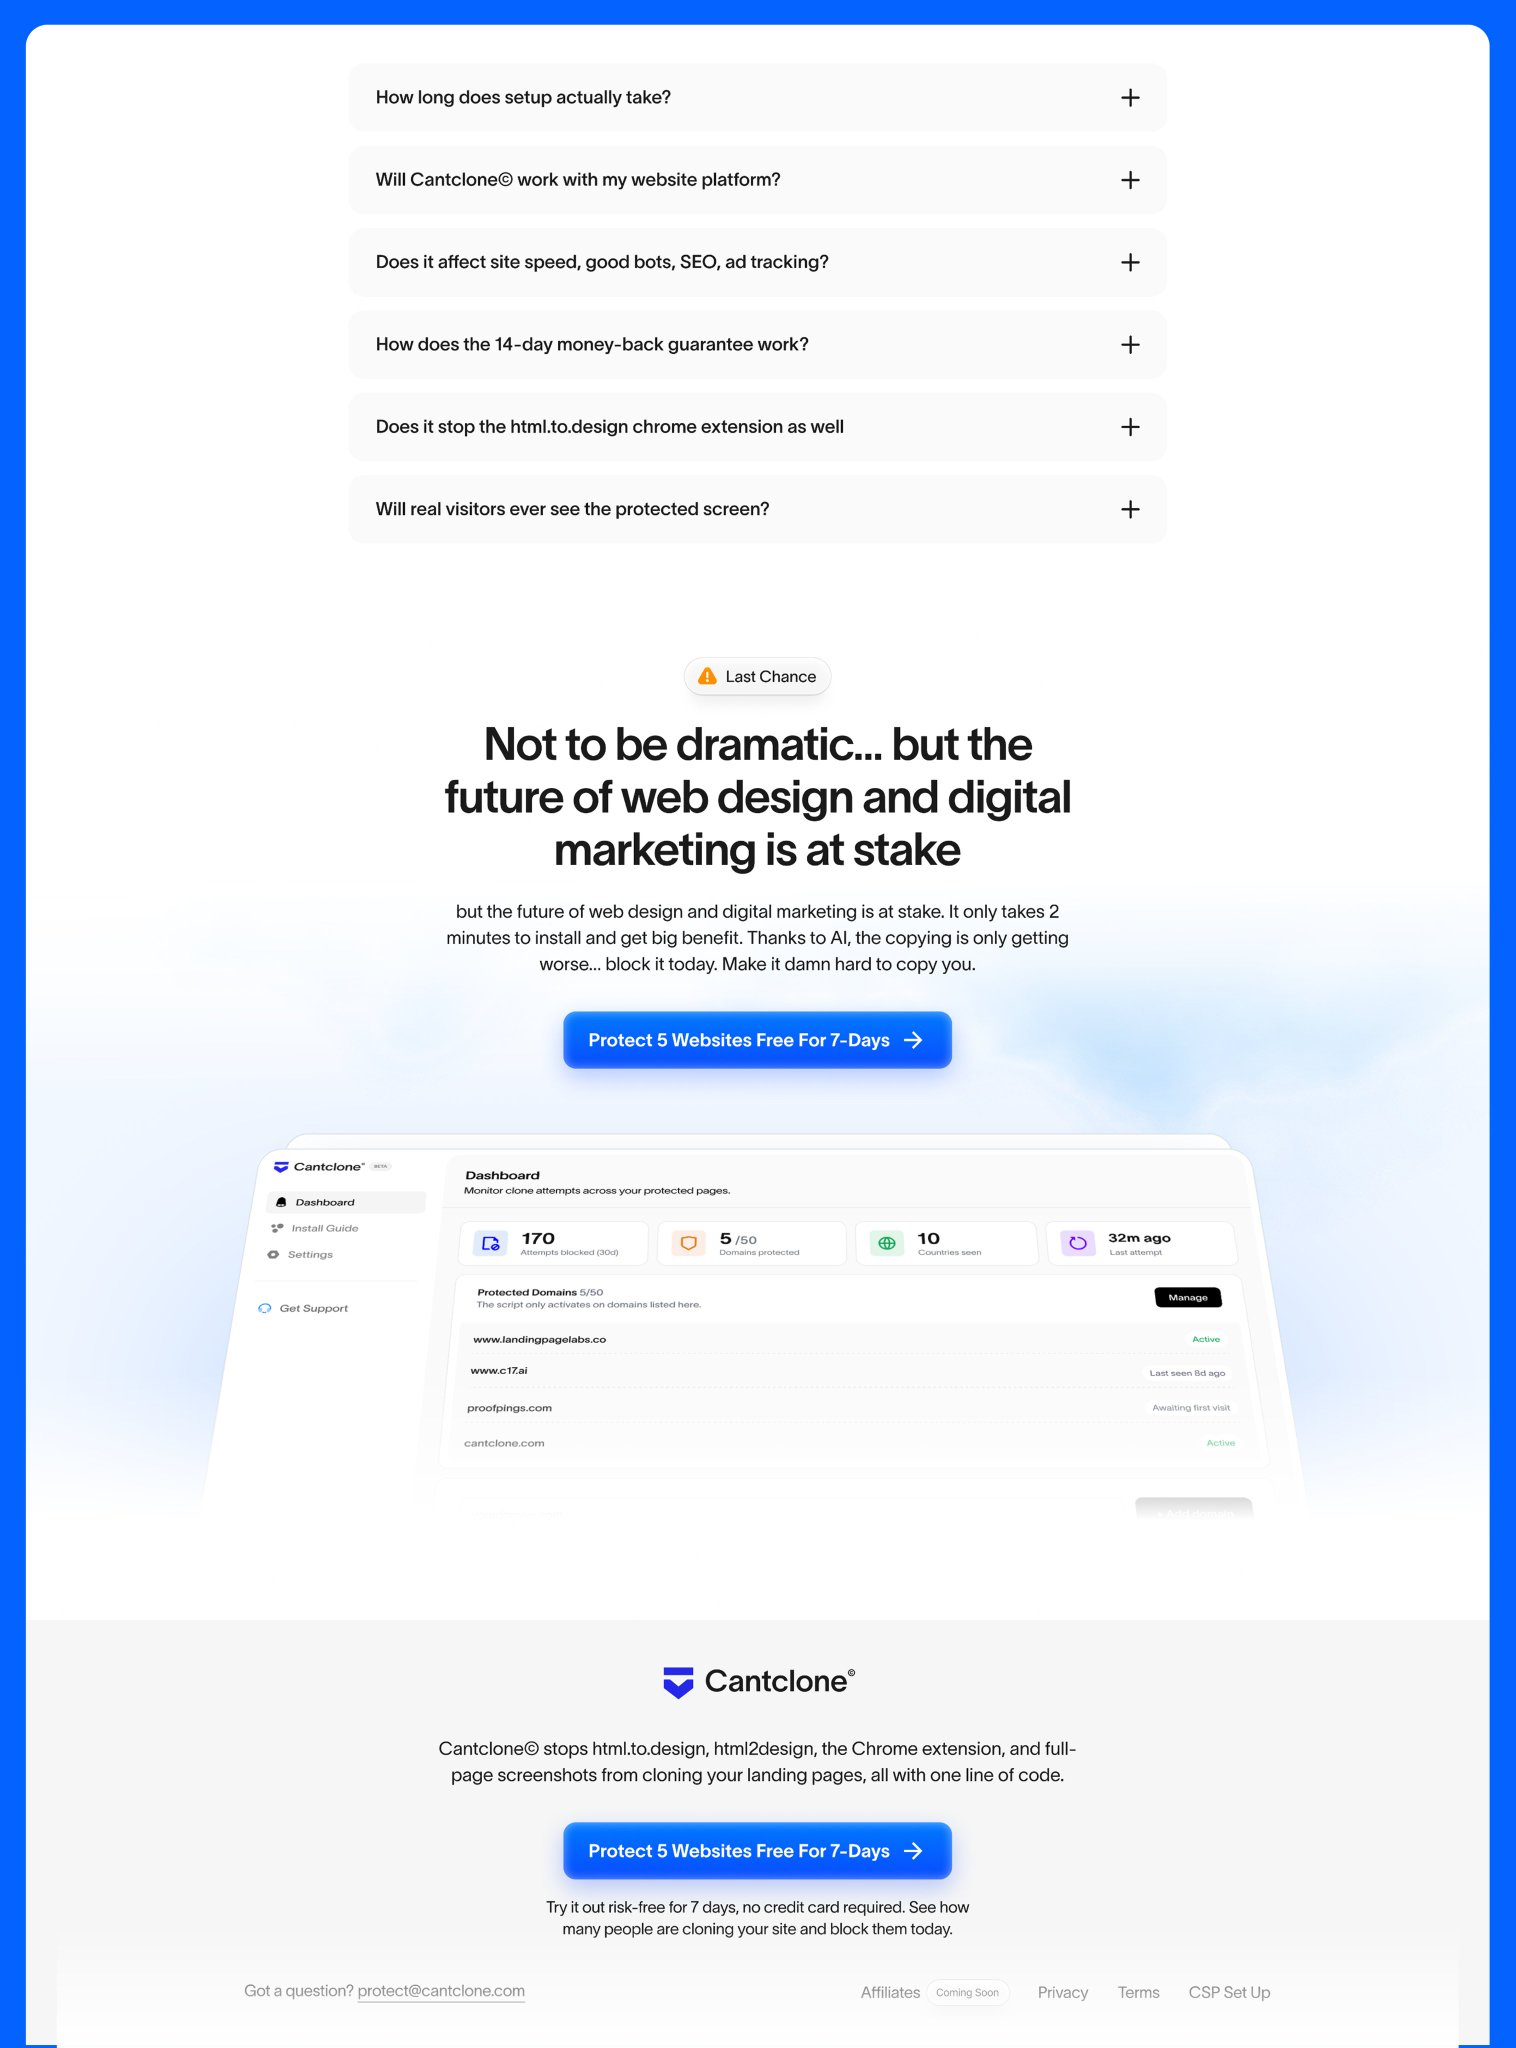 How long does setup actually take?
Will Cantclone© work with my website platform?
Does it affect site speed, good bots, SEO, ad tracking?
How does the 14-day money-back guarantee work?
Does it stop the html.to.design chrome extension as well
Will real visitors ever see the protected screen?
Last Chance
Not to be dramatic... but the
future of web design and digital
marketing is at stake
but the future of web design and digital marketing is at stake. It only takes 2
minutes to install and get big benefit. Thanks to AI, the copying is only getting
worse... block it today. Make it damn hard to copy you.
Protect 5 Websites Free For 7-Days
Cantclone© BETA
Dashboard
Install Guide
Settings
Get Support
Dashboard
Monitor clone attempts across your protected pages.
170
Attempts blocked (30d)
5 /50
Domains protected
10
Countries seen
32m ago
Last attempt
Protected Domains 5/50
The script only activates on domains listed here.
Manage
www.landingpagelabs.co
Active
www.c17.ai
Last seen 8d ago
proofpings.com
Awaiting first visit
cantclone.com
Active
+ Add domain
Cantclone©
Cantclone© stops html.to.design, html2design, the Chrome extension, and full-
page screenshots from cloning your landing pages, all with one line of code.
Protect 5 Websites Free For 7-Days
Try it out risk-free for 7 days, no credit card required. See how
many people are cloning your site and block them today.
Got a question? protect@cantclone.com
Affiliates Coming Soon Privacy Terms CSP Set Up